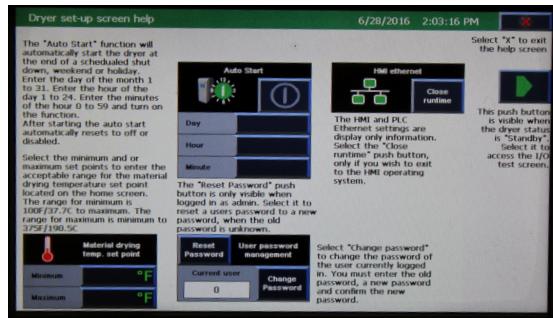 Dryer set-up screen help
6/28/2016 2:03:16 PM
X
Select "X" to exit
the help screen
The "Auto Start" function will
automatically start the dryer at
the end of a schedualed shut
down, weekend or holiday.
Enter the day of the month 1
to 31. Enter the hour of the
day 1 to 24. Enter the minutes
of the hour 0 to 59 and turn on
the function.
After starting the auto start
automatically resets to off or
disabled.
Select the minimum and or
maximum set points to enter the
acceptable range for the material
drying temperature set point
located on the home screen.
The range for minimum is
100F/37.7C to maximum. The
range for maximum is minimum to
375F/190.5C
Material drying
temp. set point
Minimum
°F
Maximum
°F
Auto Start
Day
Hour
Minute
The "Reset Password" push
button is only visible when
logged in as admin. Select it to
reset a users password to a new
password, when the old
password is unknown.
Reset
Password
User password
management
Current user
0
Change
Password
HMI ethernet
Close
runtime
The HMI and PLC
Ethernet settings are
display only information.
Select the "Close
runtime" push button,
only if you wish to exit
to the HMI operating
system.
Select "Change password"
to change the password of
the user currently logged
in. You must enter the old
password, a new password
and confirm the new
password.
This push button
is visible when
the dryer status
is "Standby".
Select it to
access the I/O
test screen.